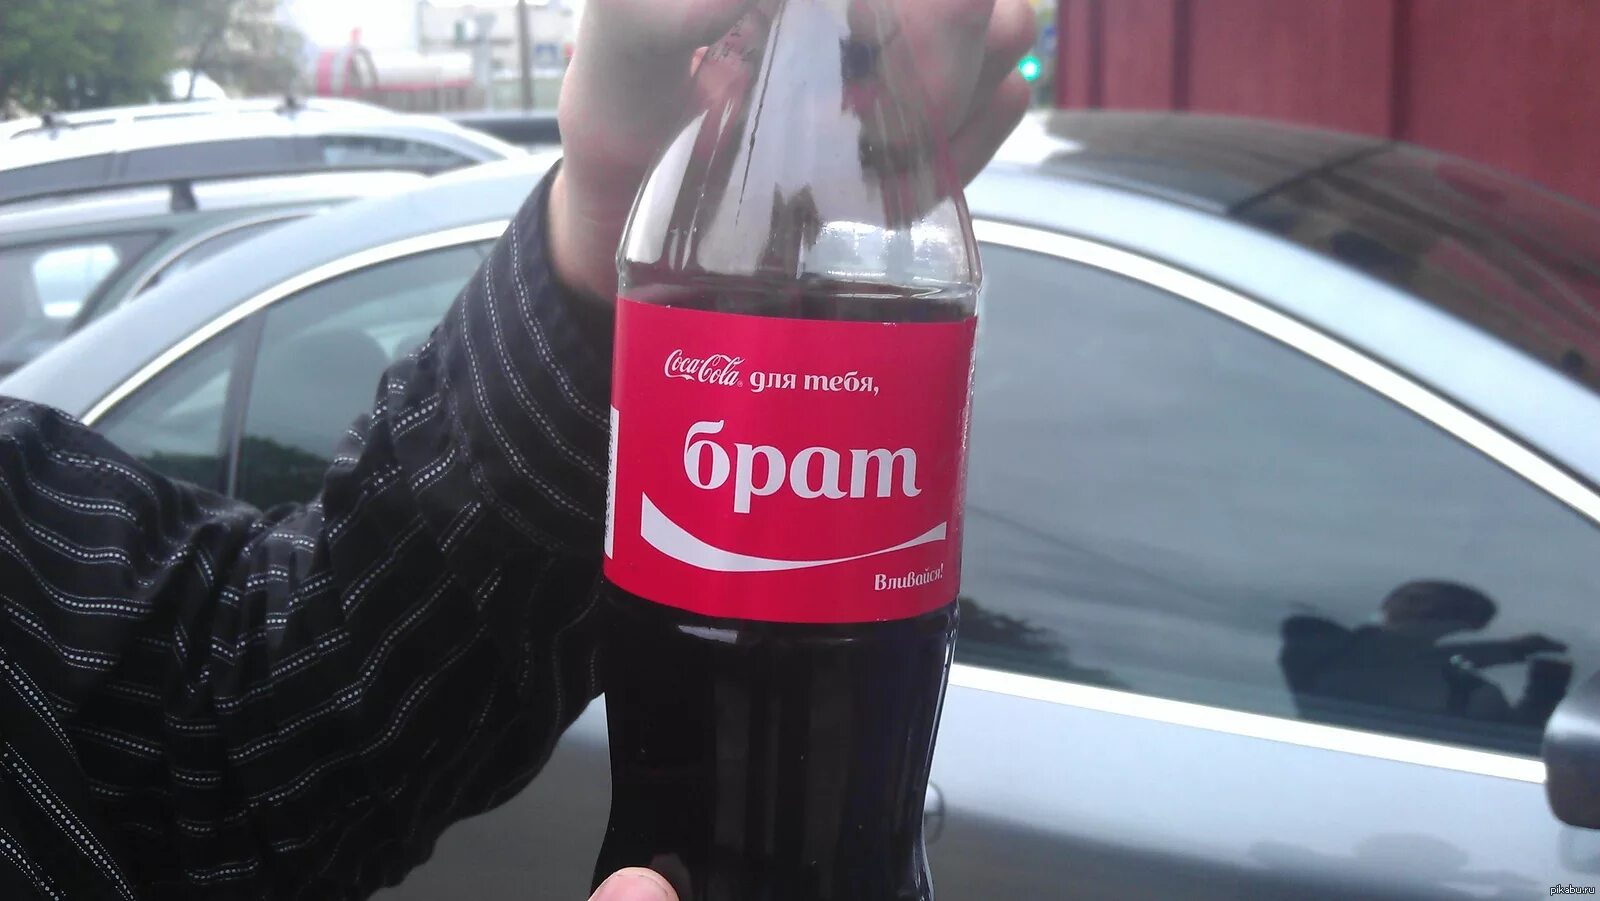 Coca-Cola для тебя,
брат
Вливайся!
pikabu.ru